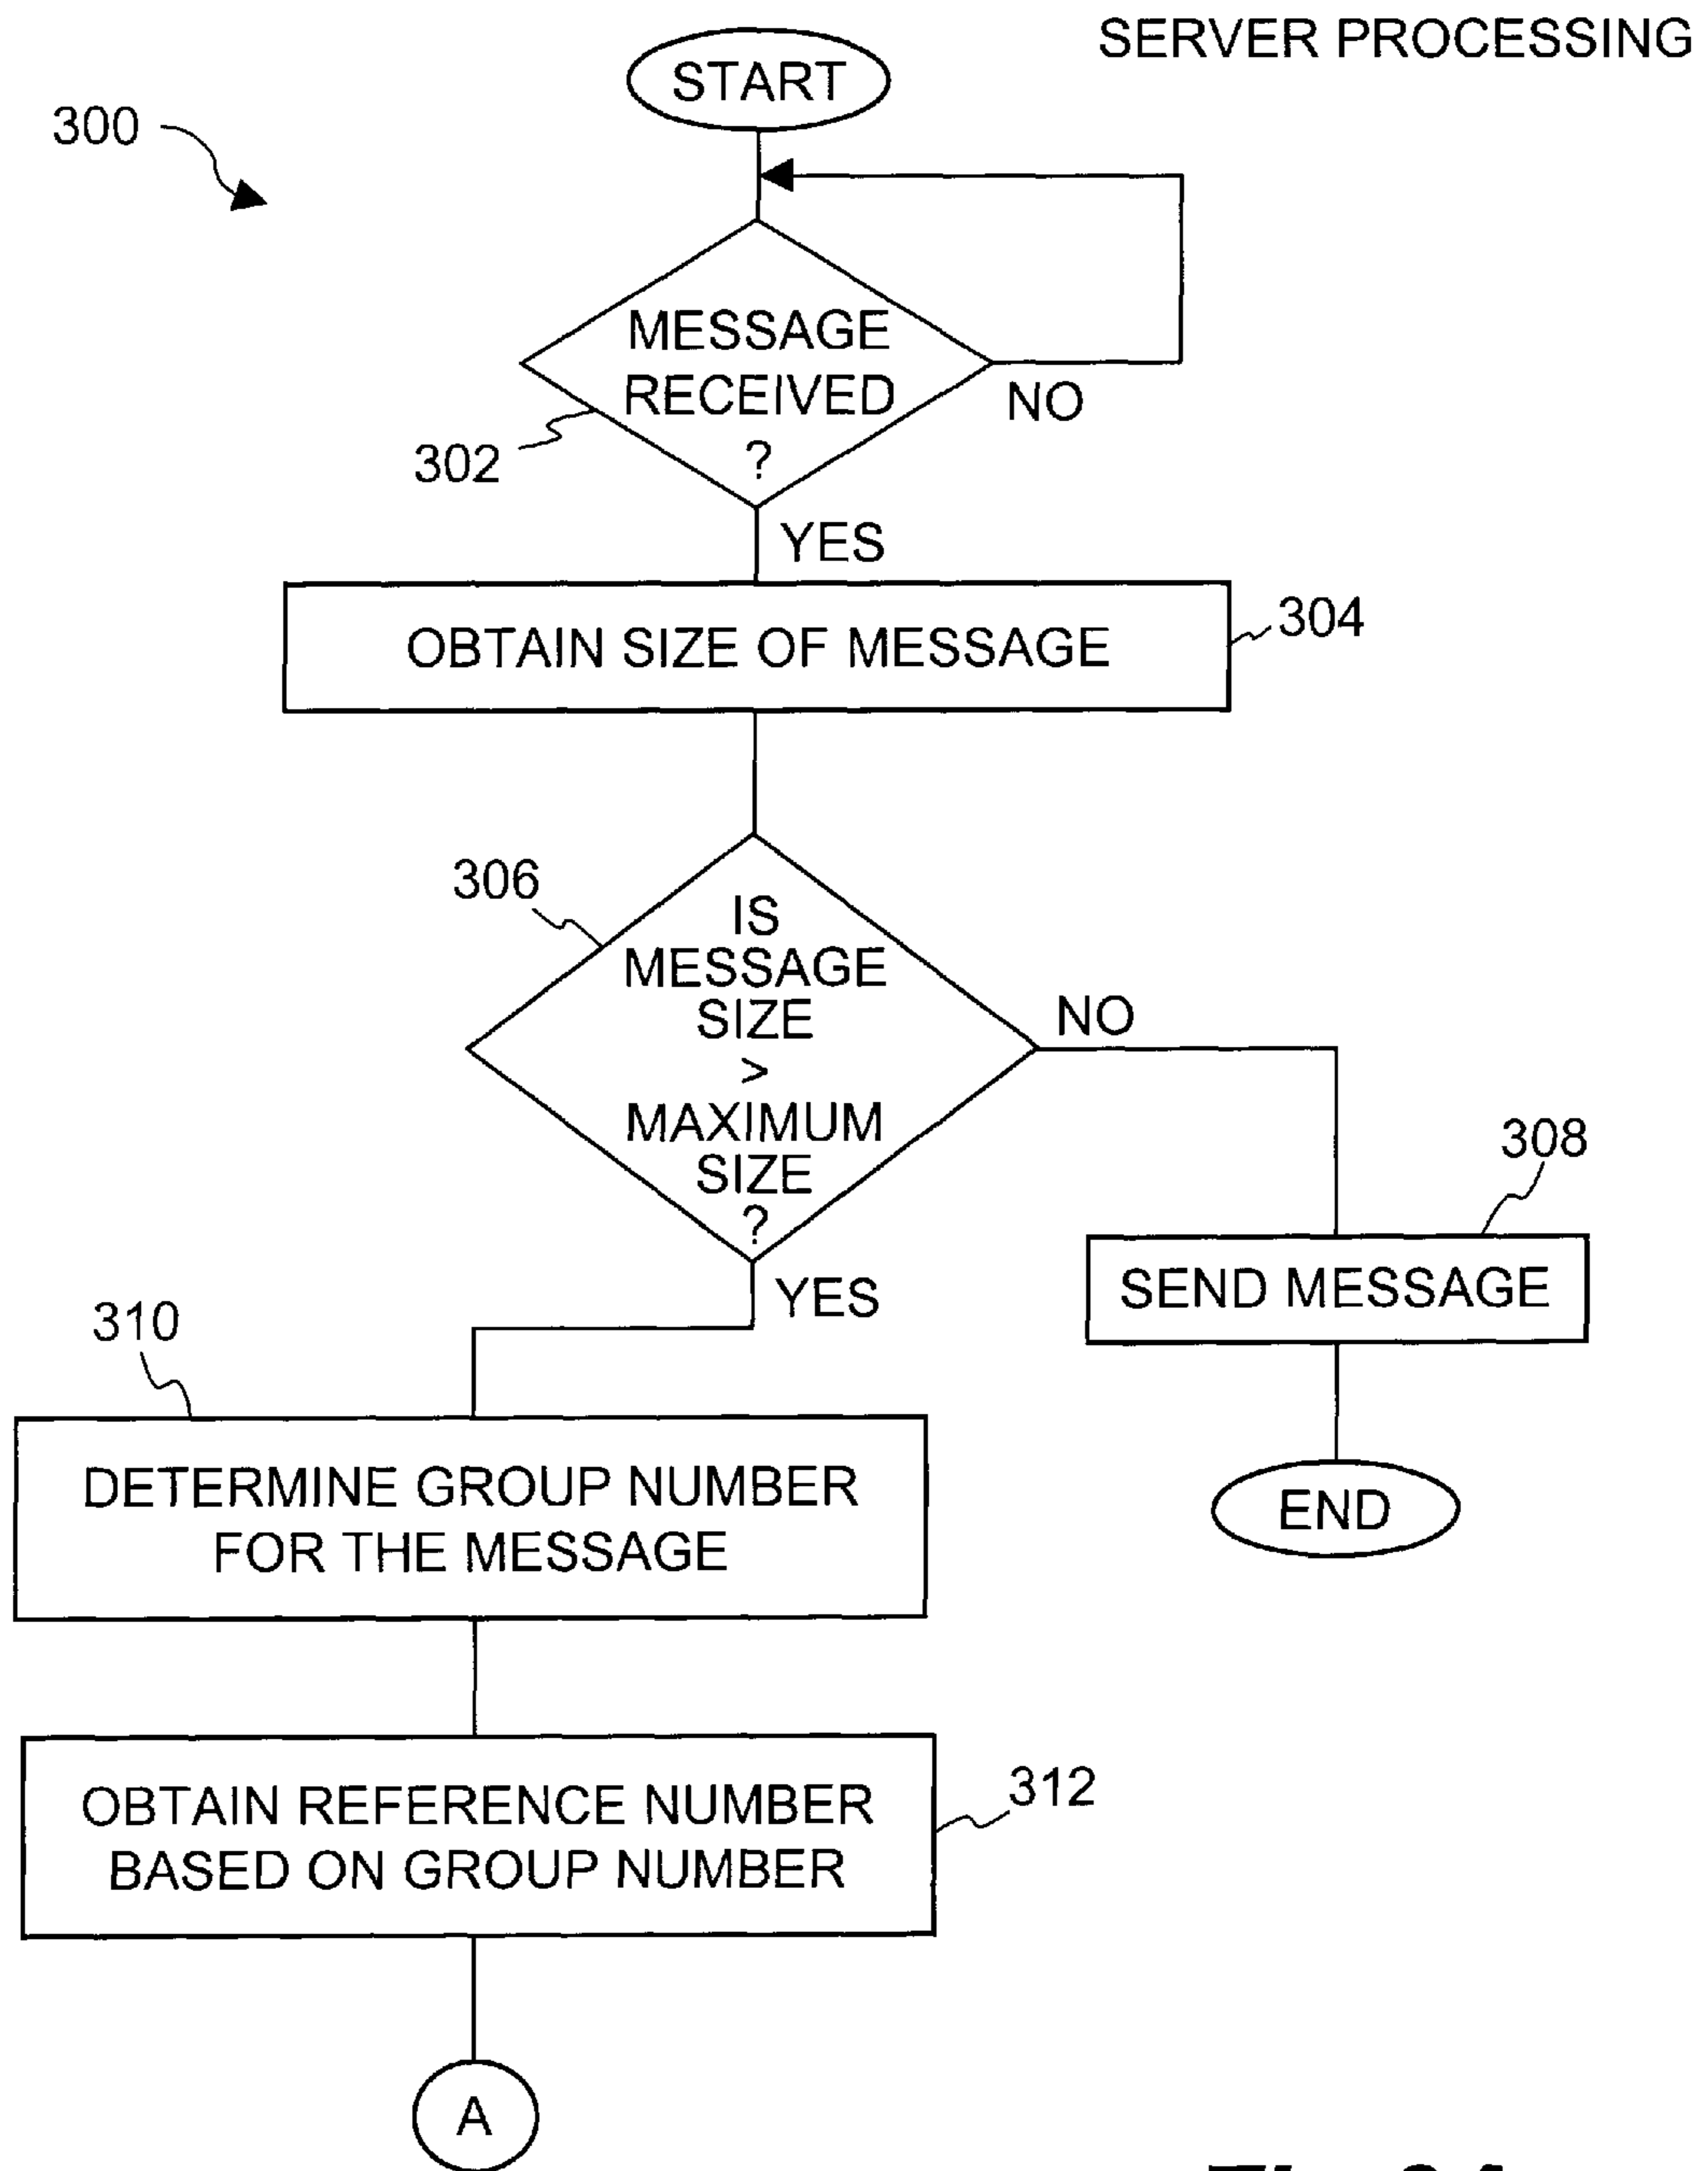 SERVER PROCESSING
START
300
MESSAGE
RECEIVED
?
NO
302
YES
OBTAIN SIZE OF MESSAGE
304
306
IS
MESSAGE
SIZE
>
MAXIMUM
SIZE
?
NO
308
YES
SEND MESSAGE
310
DETERMINE GROUP NUMBER
FOR THE MESSAGE
END
OBTAIN REFERENCE NUMBER
BASED ON GROUP NUMBER
312
A